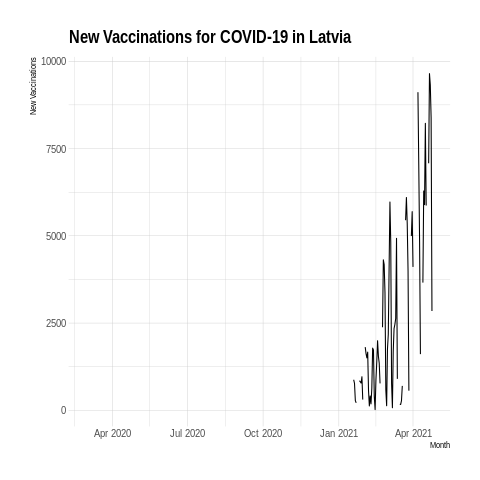 New Vaccinations for COVID-19 in Latvia
New Vaccinations
10000
7500
5000
2500
0
Apr 2020 Jul 2020 Oct 2020 Jan 2021 Apr 2021
Month